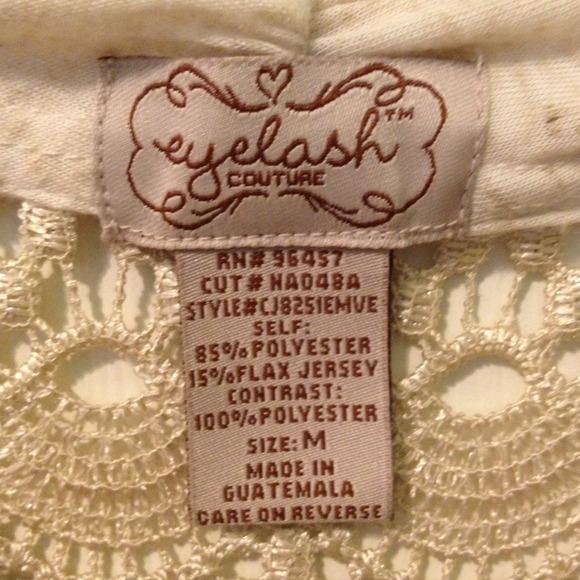 eyelash™
COUTURE
RN# 96457
CUT# NA048A
STYLE#CJ8251EMVE
SELF:
85% POLYESTER
15% FLAX JERSEY
CONTRAST:
100% POLYESTER
SIZE: M
MADE IN
GUATEMALA
CARE ON REVERSE